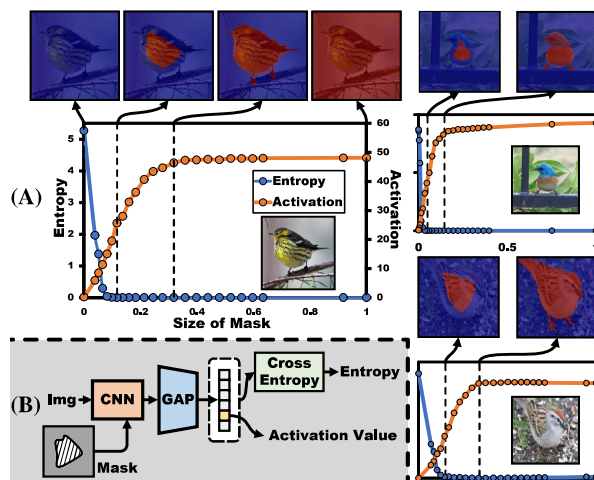 (A)
Entropy
5
4
3
2
1
0
60
50
40
30
20
10
0
Activation
Entropy
Activation
0 0.2 0.4 0.6 0.8 1
Size of Mask
0 0.5
(B)
Img
CNN
GAP
Cross
Entropy
Entropy
Activation Value
Mask